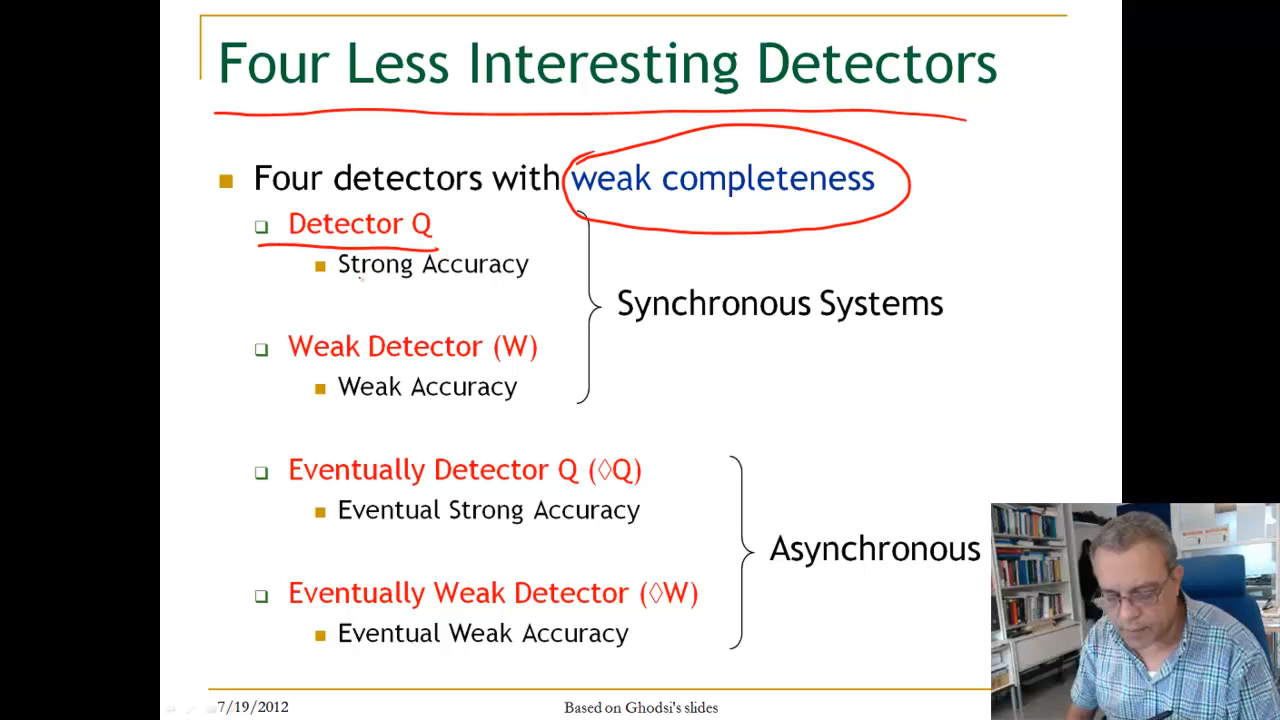 Four Less Interesting Detectors
Four detectors with weak completeness
Detector Q
Strong Accuracy
Synchronous Systems
Weak Detector (W)
Weak Accuracy
Eventually Detector Q (◊Q)
Eventual Strong Accuracy
Asynchronous
Eventually Weak Detector (◊W)
Eventual Weak Accuracy
7/19/2012
Based on Ghodsi's slides